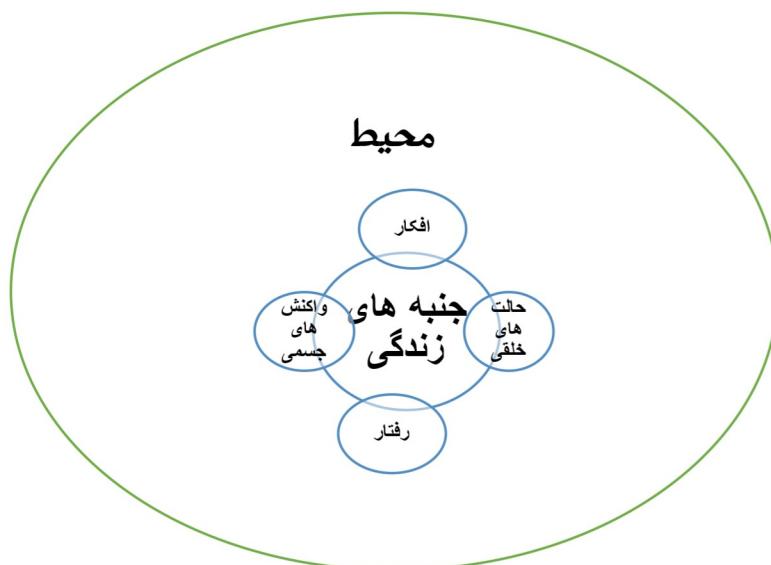 محیط
افکار
جنبه های
زندگی
حالت
های
خلقی
واکنش
های
جسمی
رفتار